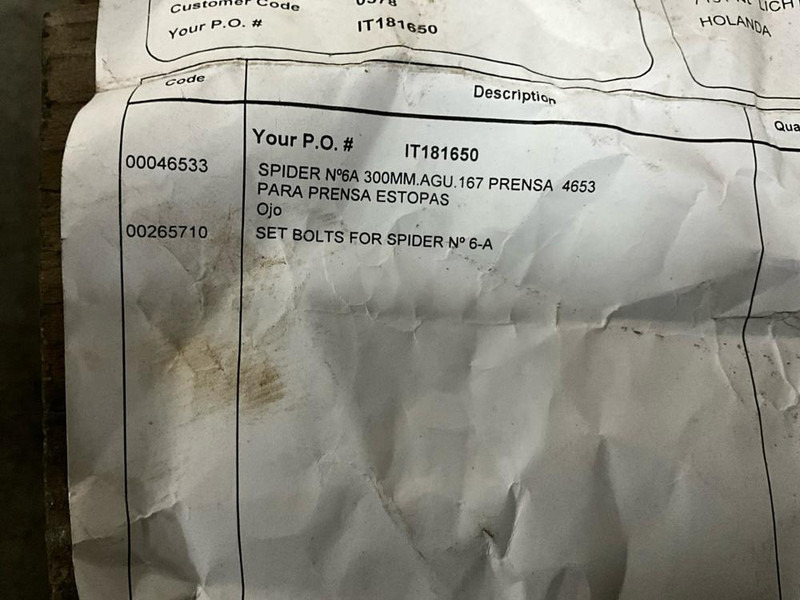 Customer Code
Your P.O. # IT181650
HOLANDA
Code Description
Your P.O. # IT181650
00046533 SPIDER Nº6A 300MM.AGU.167 PRENSA 4653
PARA PRENSA ESTOPAS
Ojo
00265710 SET BOLTS FOR SPIDER Nº 6-A